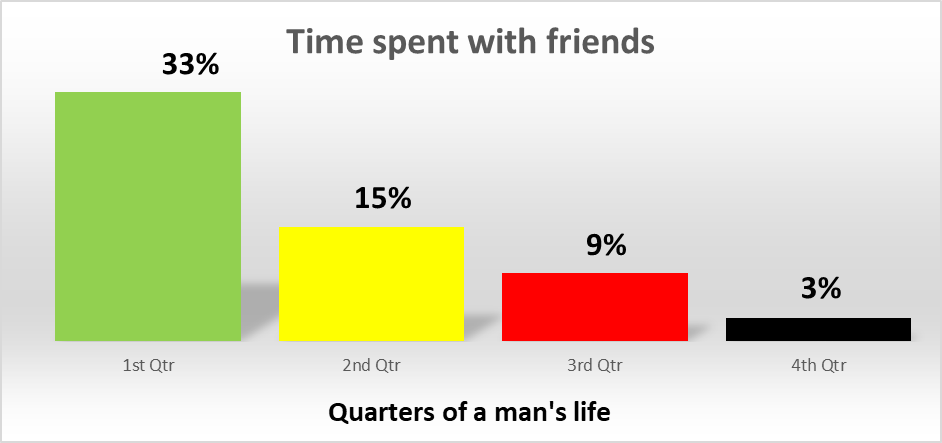 Time spent with friends
33%
15%
9%
3%
1st Qtr
2nd Qtr
3rd Qtr
4th Qtr
Quarters of a man's life